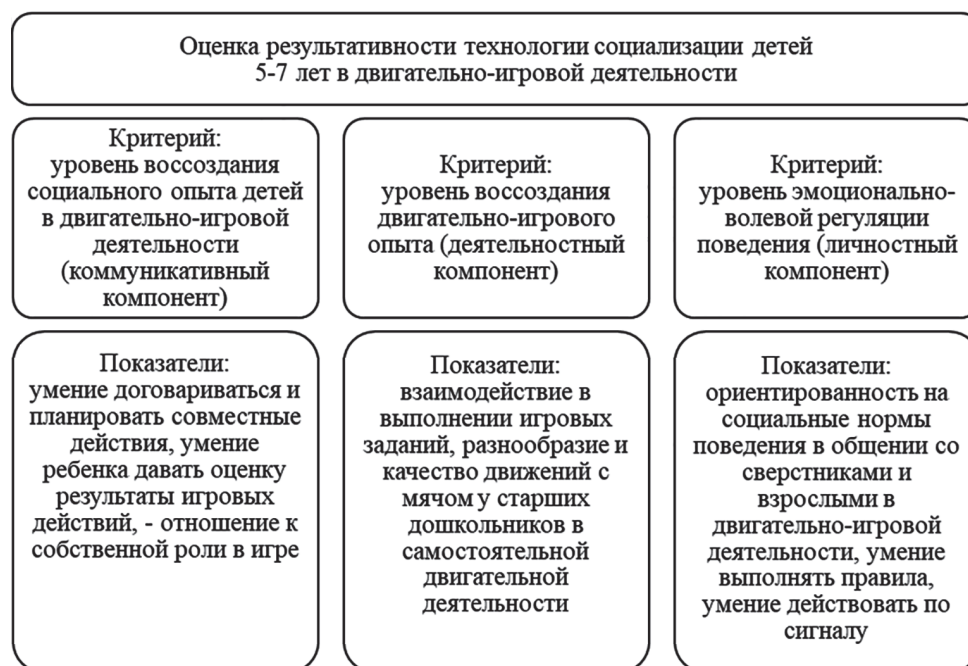 Оценка результативности технологии социализации детей
5-7 лет в двигательно-игровой деятельности
Критерий:
уровень воссоздания
социального опыта детей
в двигательно-игровой
деятельности
(коммуникативный
компонент)
Критерий:
уровень воссоздания
двигательно-игрового
опыта (деятельностный
компонент)
Критерий:
уровень эмоционально-
волевой регуляции
поведения (личностный
компонент)
Показатели:
умение договариваться и
планировать совместные
действия, умение
ребенка давать оценку
результаты игровых
действий, - отношение к
собственной роли в игре
Показатели:
взаимодействие в
выполнении игровых
заданий, разнообразие и
качество движений с
мячом у старших
дошкольников в
самостоятельной
двигательной
деятельности
Показатели:
ориентированность на
социальные нормы
поведения в общении со
сверстниками и
взрослыми в
двигательно-игровой
деятельности, умение
выполнять правила,
умение действовать по
сигналу